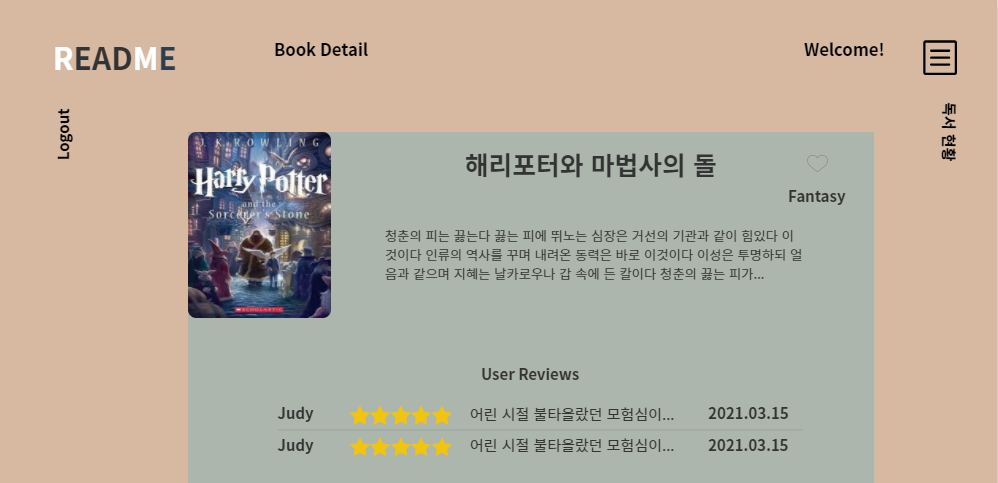 README
Book Detail
Welcome!
Logout
독서 현황
J. K. ROWLING
Harry Potter
and the
Sorcerer's Stone
SCHOLASTIC
해리포터와 마법사의 돌
Fantasy
청춘의 피는 끓는다 끓는 피에 뛰노는 심장은 거선의 기관과 같이 힘있다 이
것이다 인류의 역사를 꾸며 내려온 동력은 바로 이것이다 이성은 투명하되 얼
음과 같으며 지혜는 날카로우나 갑 속에 든 칼이다 청춘의 끓는 피가...
User Reviews
Judy 어린 시절 불타올랐던 모험심이... 2021.03.15
Judy 어린 시절 불타올랐던 모험심이... 2021.03.15